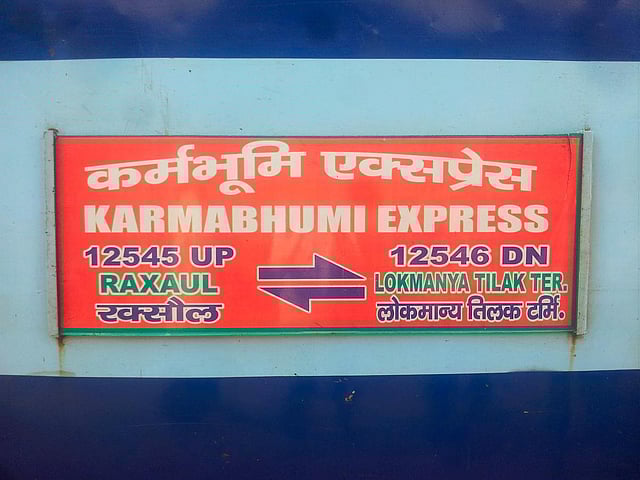 कर्मभूमि एक्सप्रेस
KARMABHUMI EXPRESS
12545 UP 12546 DN
RAXAUL LOKMANYA TILAK TER.
रक्सौल लोकमान्य तिलक टर्मि.